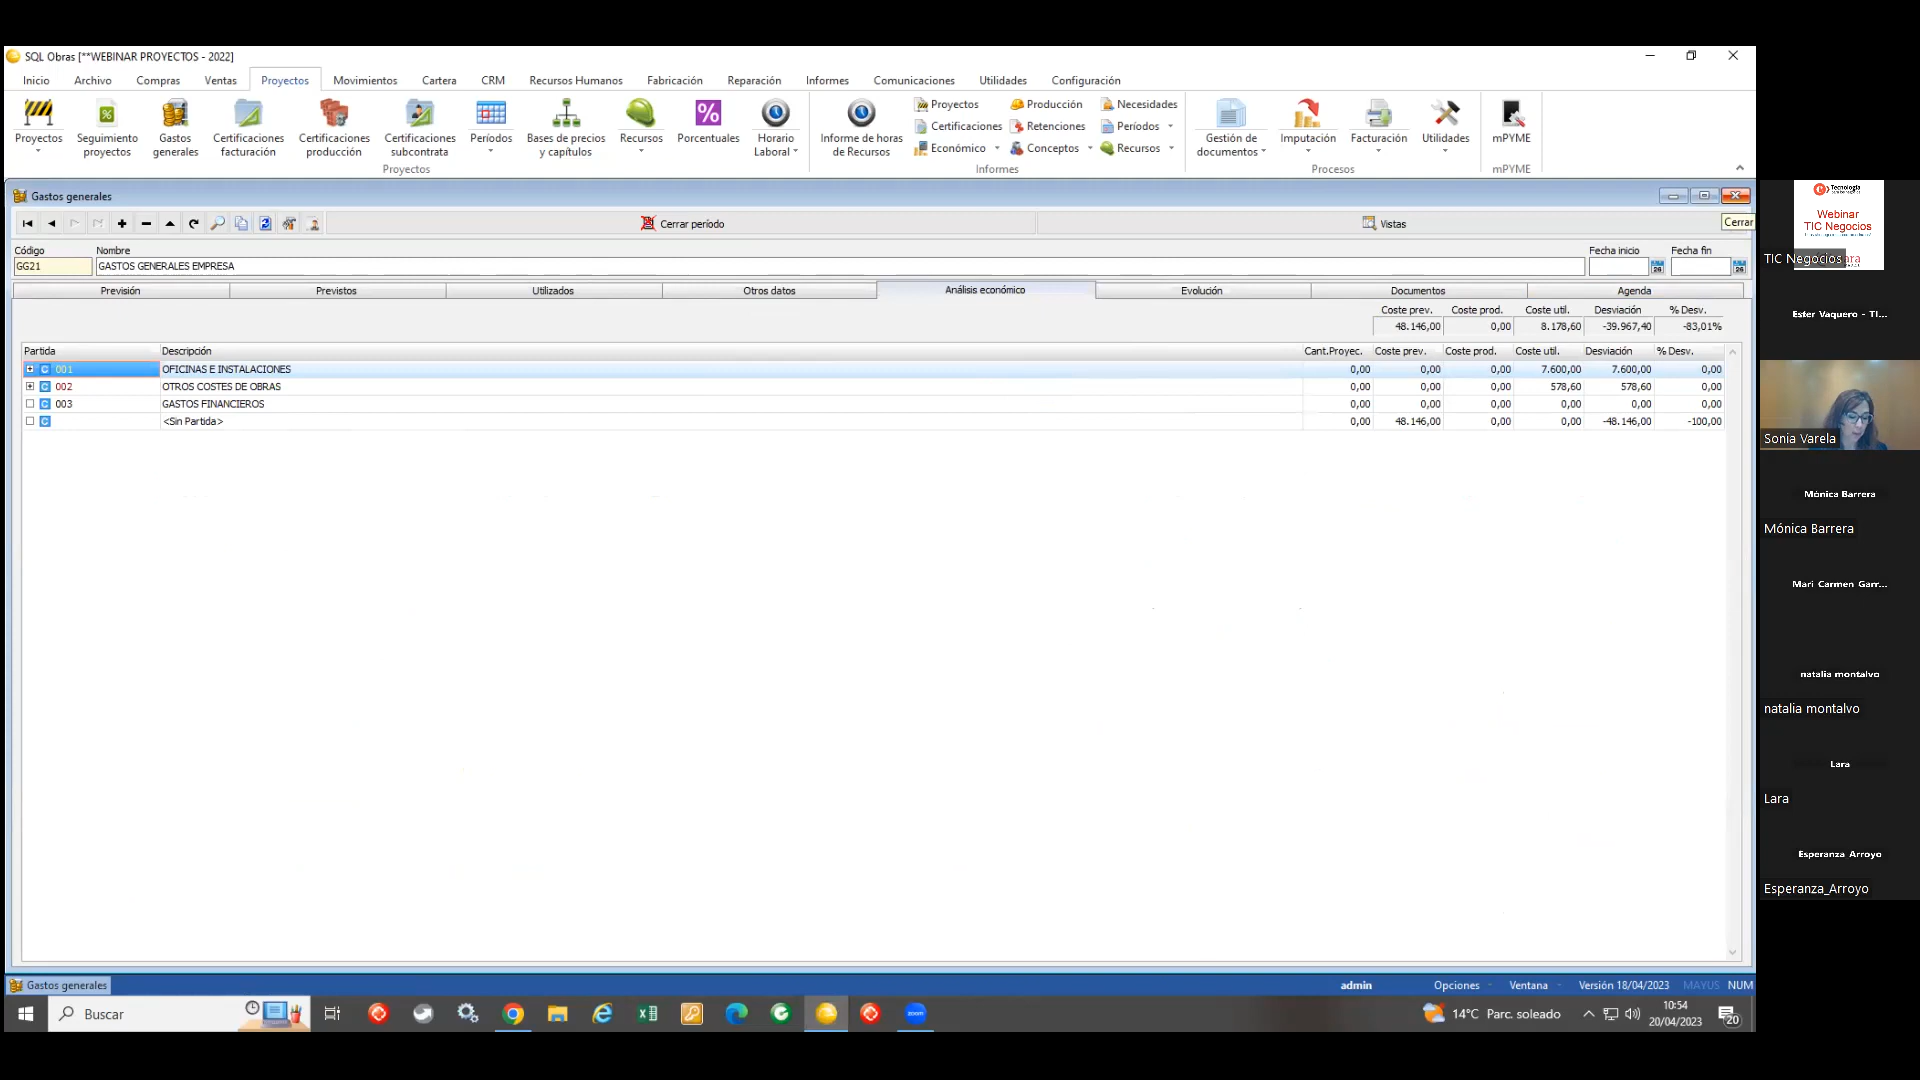 SQL Obras [**WEBINAR PROYECTOS - 2022]
Inicio Archivo Compras Ventas Proyectos Movimientos Cartera CRM Recursos Humanos Fabricación Reparación Informes Comunicaciones Utilidades Configuración
Proyectos
Seguimiento proyectos
Gastos generales
Certificaciones facturación
Certificaciones producción
Certificaciones subcontrata
Períodos
Bases de precios y capítulos
Recursos
Porcentuales
Horario Laboral
Informe de horas de Recursos
Proyectos Producción Necesidades
Certificaciones Retenciones Períodos
Económico Conceptos Recursos
Gestión de documentos
Imputación
Facturación
Utilidades
mPYME
Proyectos Informes Procesos mPYME
Gastos generales
Cerrar período Vistas Cerrar
Código Nombre Fecha inicio Fecha fin
GG21 GASTOS GENERALES EMPRESA
Previsión Previstos Utilizados Otros datos Análisis económico Evolución Documentos Agenda
Coste prev. Coste prod. Coste util. Desviación % Desv.
48.146,00 0,00 8.178,60 -39.967,40 -83,01%
Partida Descripción Cant.Proyec. Coste prev. Coste prod. Coste util. Desviación % Desv.
C 001 OFICINAS E INSTALACIONES 0,00 0,00 0,00 7.600,00 7.600,00 0,00
C 002 OTROS COSTES DE OBRAS 0,00 0,00 0,00 578,60 578,60 0,00
C 003 GASTOS FINANCIEROS 0,00 0,00 0,00 0,00 0,00 0,00
C <Sin Partida> 0,00 48.146,00 0,00 0,00 -48.146,00 -100,00
Gastos generales admin Opciones Ventana Versión 18/04/2023 MAYUS NUM
Buscar
zoom
14°C Parc. soleado
10:54
20/04/2023
20
Tecnología
Webinar
TIC Negocios
TIC Negocios
Ester Vaquero - TI...
Sonia Varela
Mónica Barrera
Mónica Barrera
Mari Carmen Garr...
natalia montalvo
natalia montalvo
Lara
Lara
Esperanza Arroyo
Esperanza_Arroyo